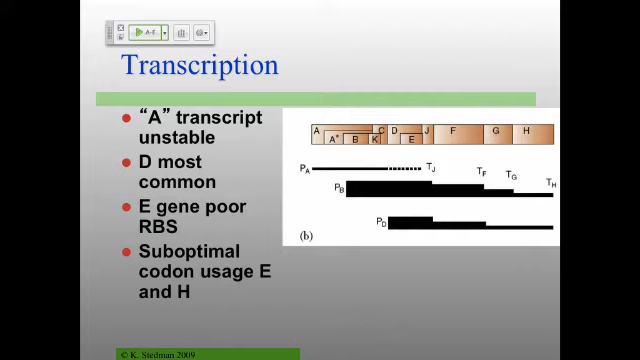 A-E
Transcription
"A" transcript
unstable
D most
common
E gene poor
RBS
Suboptimal
codon usage E
and H
A C D J F G H
A* B K E
PA TJ TF TG TH
PB
PD
(b)
© K. Stedman 2009